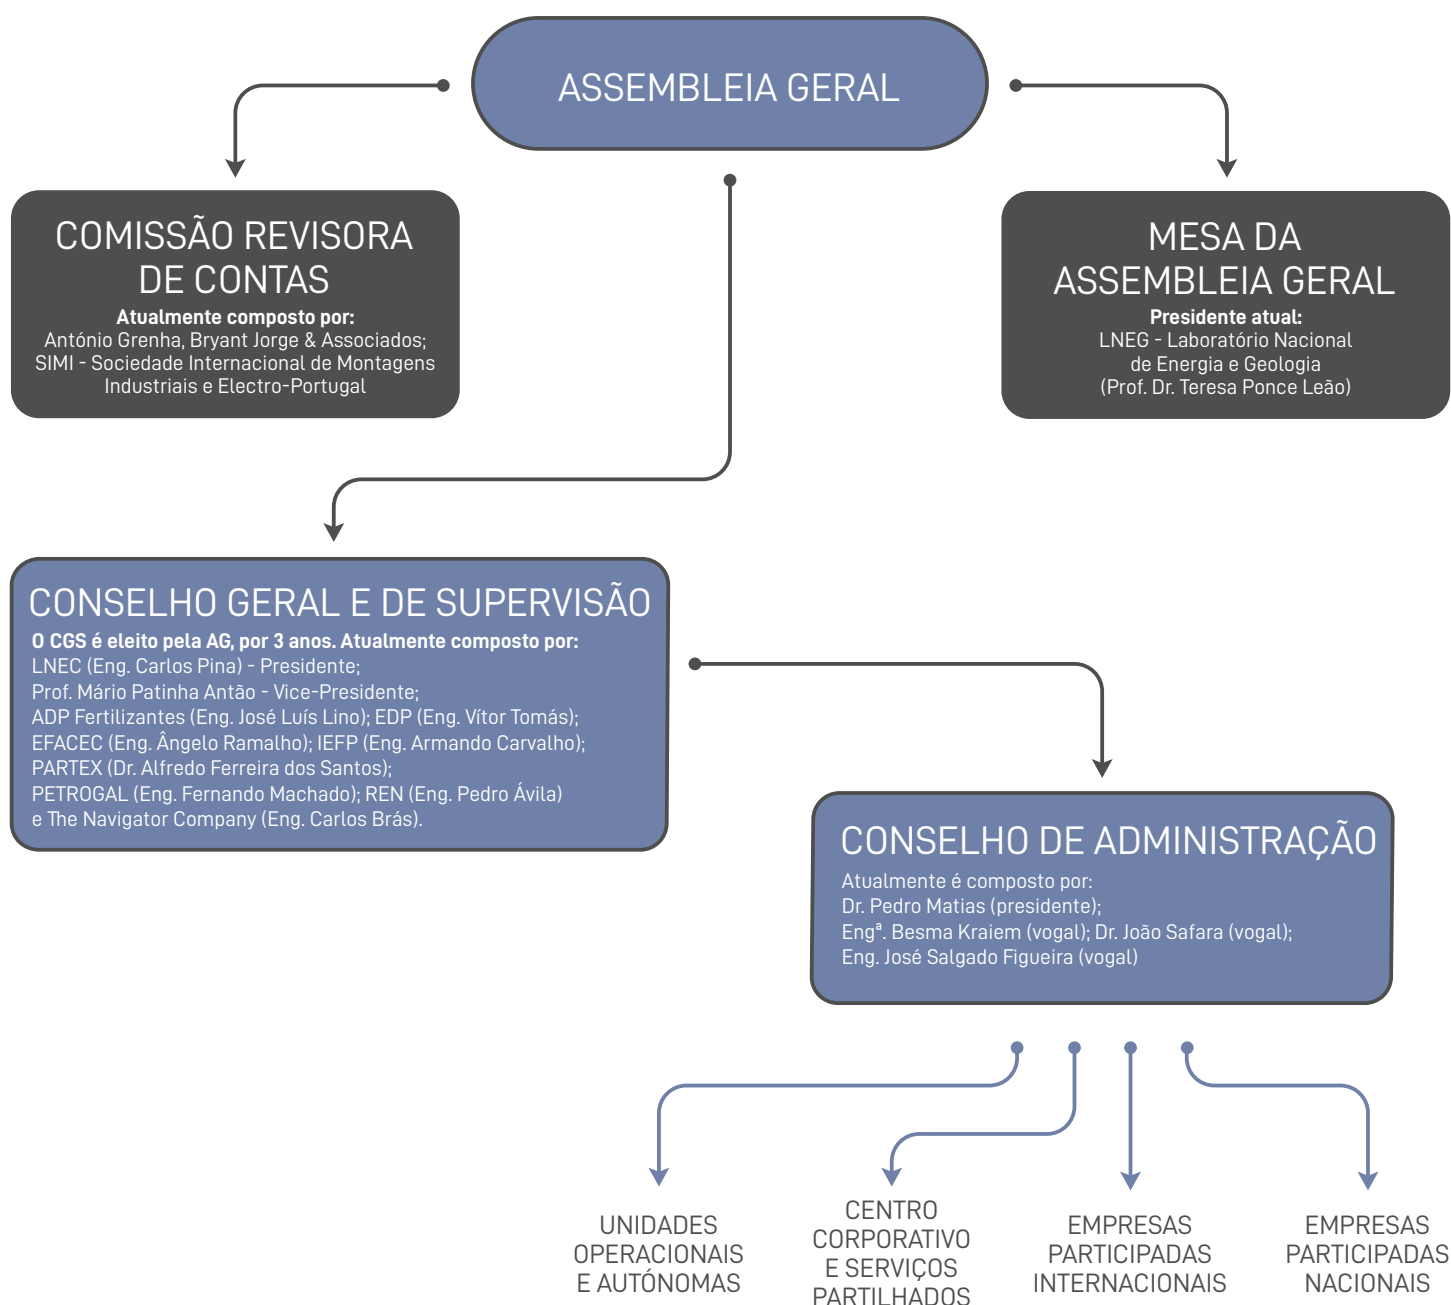 ASSEMBLEIA GERAL
COMISSÃO REVISORA
DE CONTAS
Atualmente composto por:
António Grenha, Bryant Jorge & Associados;
SIMI - Sociedade Internacional de Montagens
Industriais e Electro-Portugal
MESA DA
ASSEMBLEIA GERAL
Presidente atual:
LNEG - Laboratório Nacional
de Energia e Geologia
(Prof. Dr. Teresa Ponce Leão)
CONSELHO GERAL E DE SUPERVISÃO
O CGS é eleito pela AG, por 3 anos. Atualmente composto por:
LNEC (Eng. Carlos Pina) - Presidente;
Prof. Mário Patinha Antão - Vice-Presidente;
ADP Fertilizantes (Eng. José Luís Lino); EDP (Eng. Vítor Tomás);
EFACEC (Eng. Ângelo Ramalho); IEFP (Eng. Armando Carvalho);
PARTEX (Dr. Alfredo Ferreira dos Santos);
PETROGAL (Eng. Fernando Machado); REN (Eng. Pedro Ávila)
e The Navigator Company (Eng. Carlos Brás).
CONSELHO DE ADMINISTRAÇÃO
Atualmente é composto por:
Dr. Pedro Matias (presidente);
Engª. Besma Kraiem (vogal); Dr. João Safara (vogal);
Eng. José Salgado Figueira (vogal)
UNIDADES
OPERACIONAIS
E AUTÓNOMAS
CENTRO
CORPORATIVO
E SERVIÇOS
PARTILHADOS
EMPRESAS
PARTICIPADAS
INTERNACIONAIS
EMPRESAS
PARTICIPADAS
NACIONAIS